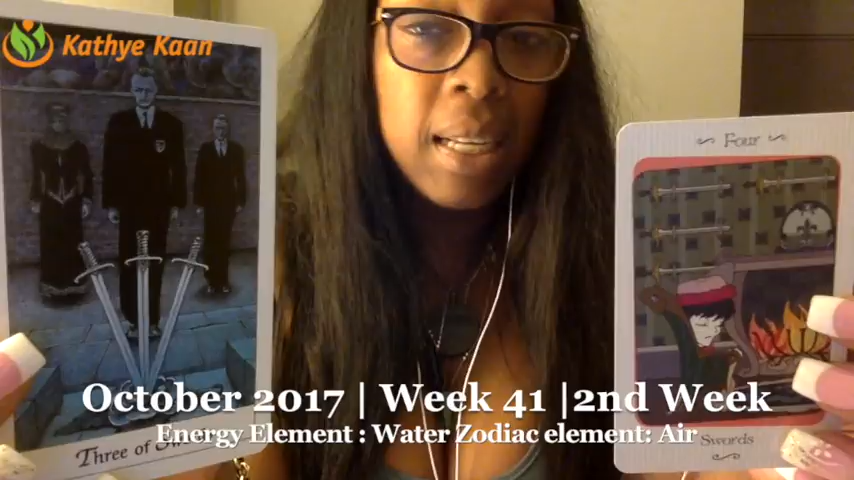 Kathye Kaan
Four
October 2017 | Week 41 |2nd Week
Energy Element : Water Zodiac element: Air
Three of
Swords